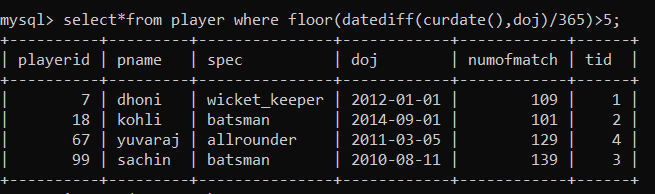 mysql> select*from player where floor(datediff(curdate(),doj)/365)>5;
+----------+---------+---------------+------------+------------+------+
| playerid | pname   | spec          | doj        | numofmatch | tid  |
+----------+---------+---------------+------------+------------+------+
|        7 | dhoni   | wicket_keeper | 2012-01-01 |        109 |    1 |
|       18 | kohli   | batsman       | 2014-09-01 |        101 |    2 |
|       67 | yuvaraj | allrounder    | 2011-03-05 |        129 |    4 |
|       99 | sachin  | batsman       | 2010-08-11 |        139 |    3 |
+----------+---------+---------------+------------+------------+------+